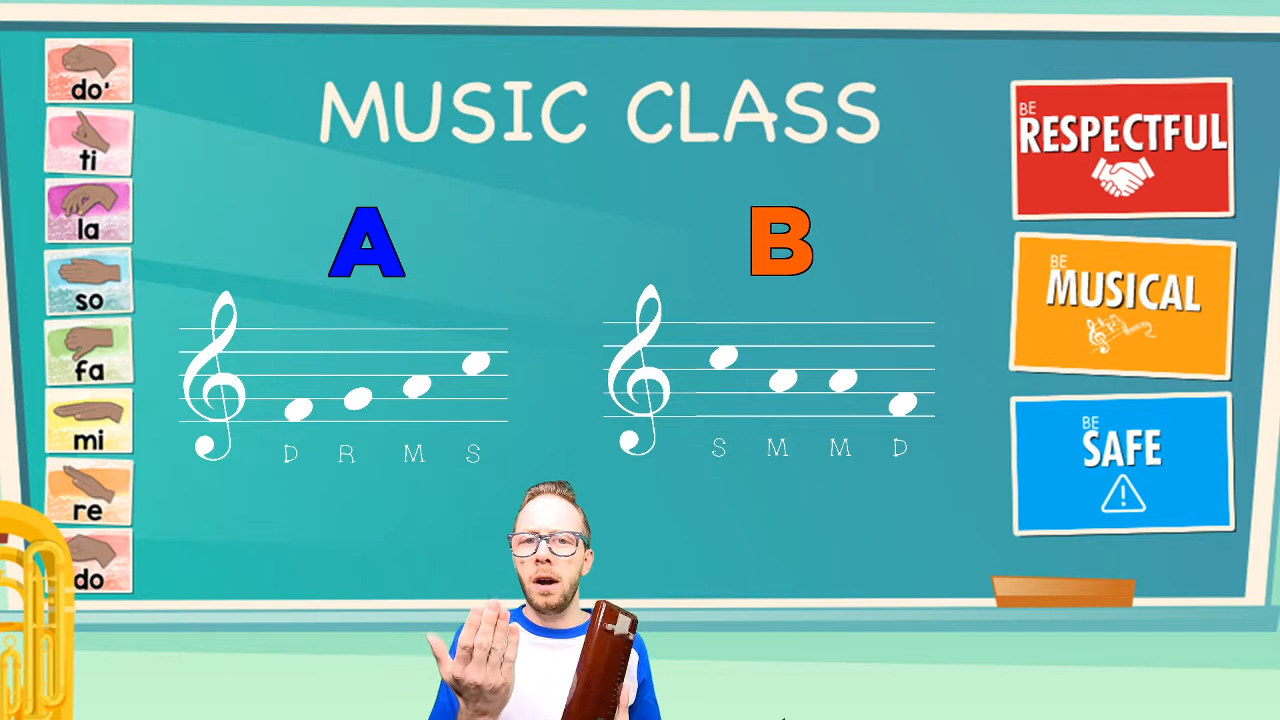 do'
ti
la
so
fa
mi
re
do
MUSIC CLASS
A
D R M S
B
S M M D
BE
RESPECTFUL
BE
MUSICAL
BE
SAFE